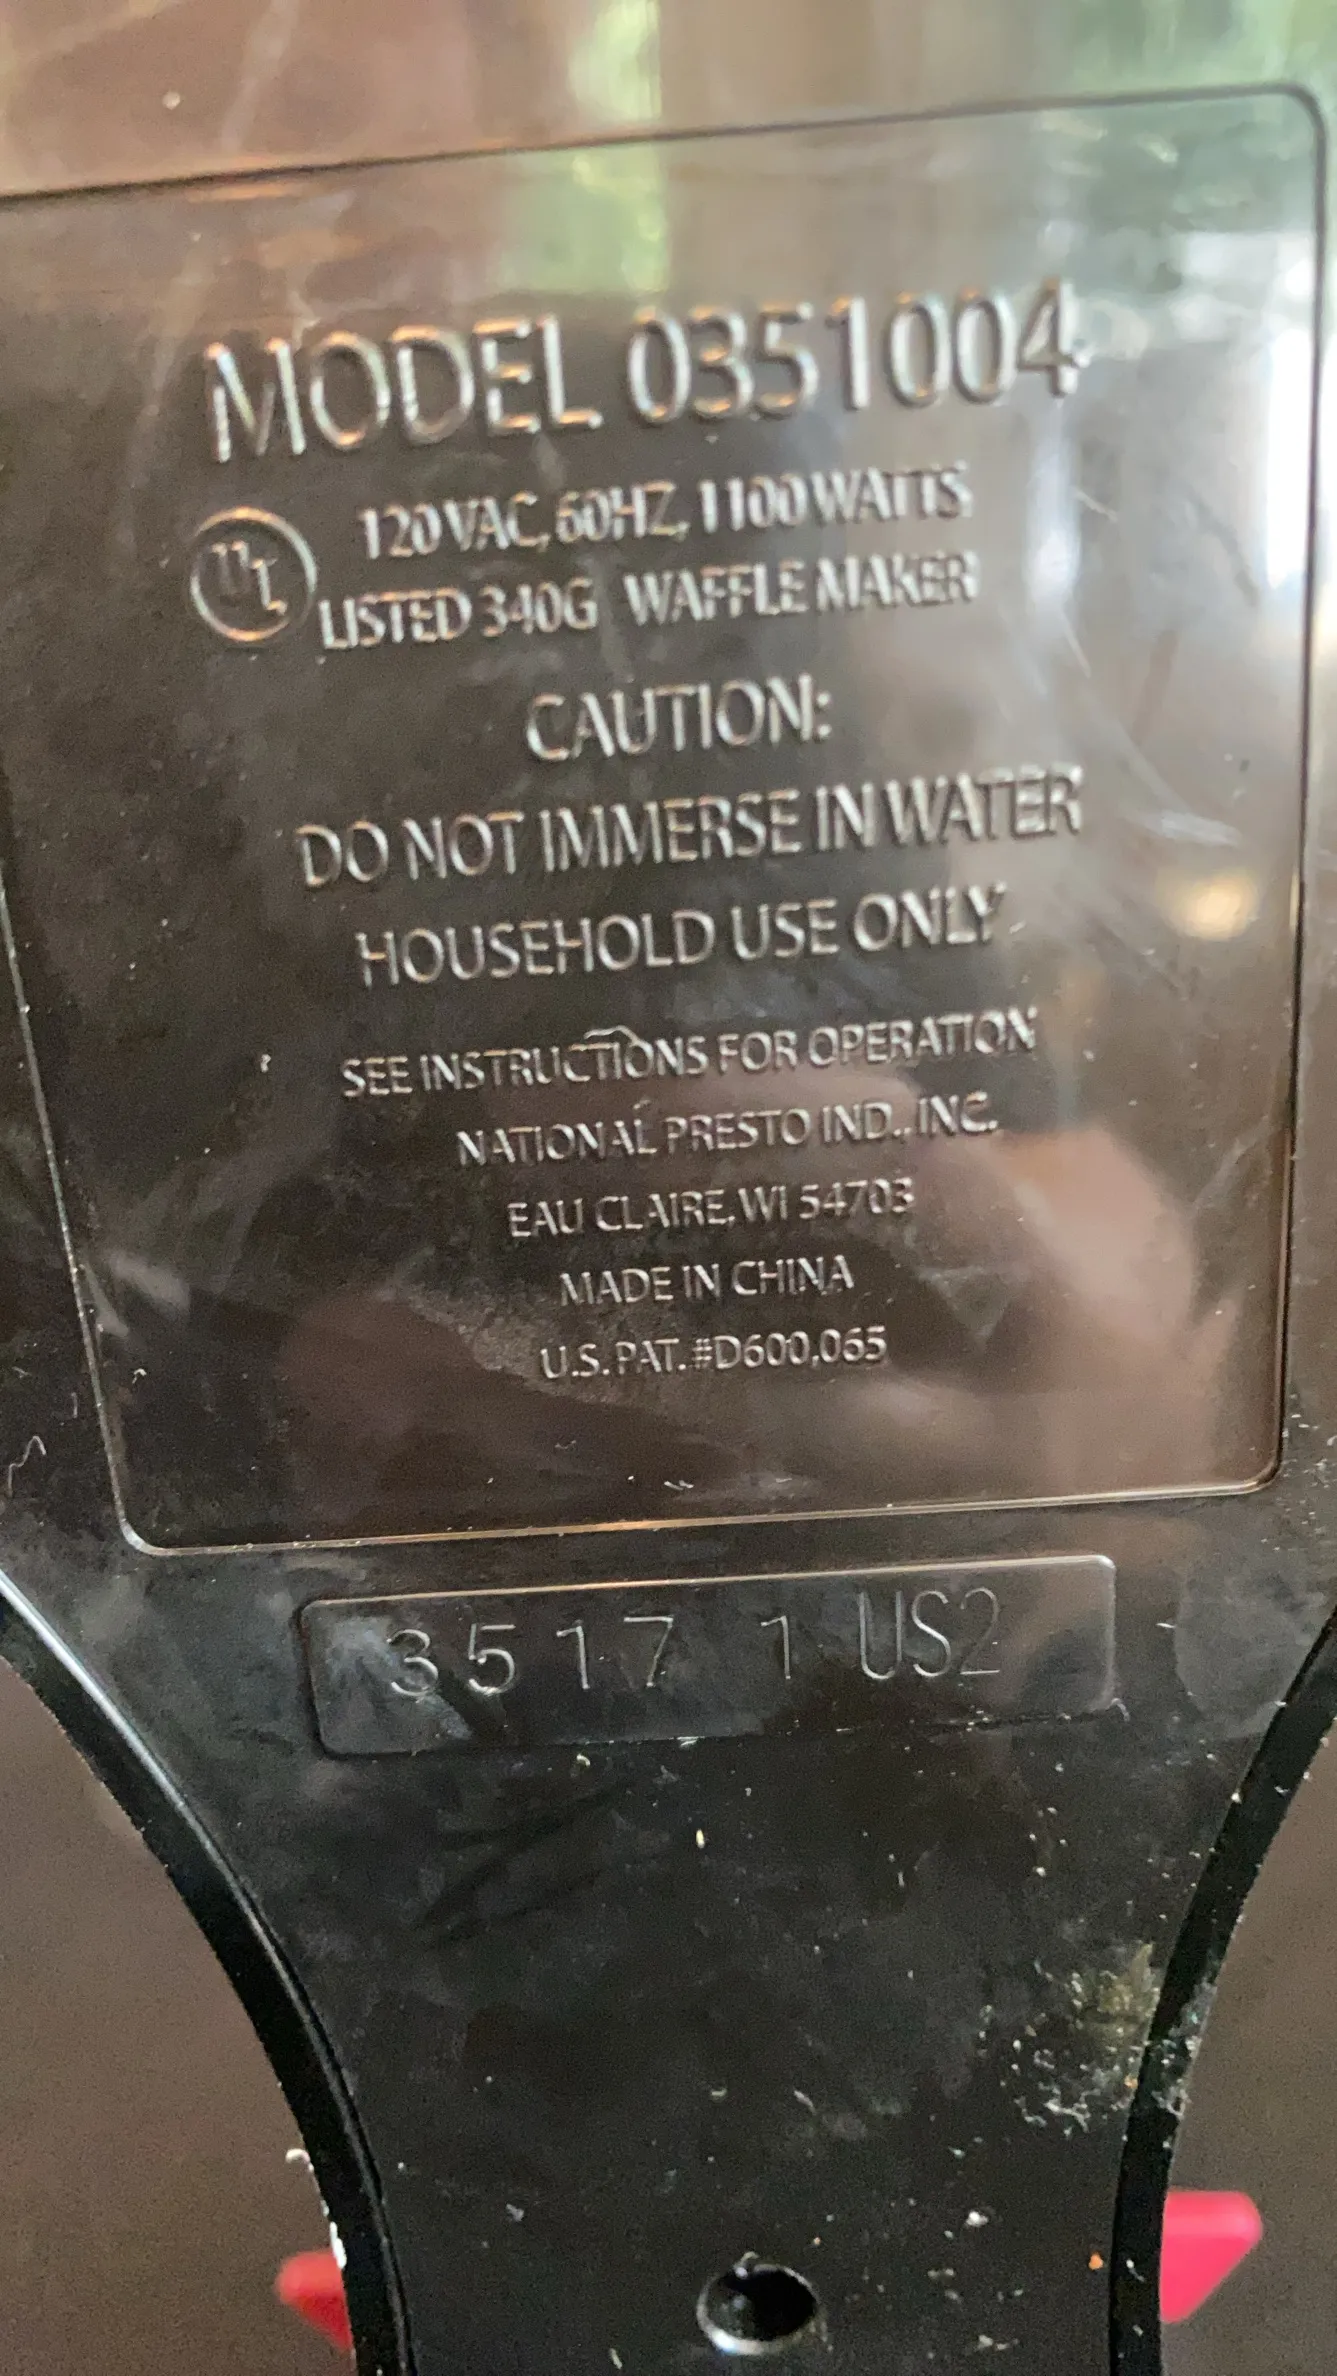 MODEL 0351004
UL
120 VAC, 60HZ, 1100 WATTS
LISTED 340G WAFFLE MAKER
CAUTION:
DO NOT IMMERSE IN WATER
HOUSEHOLD USE ONLY
SEE INSTRUCTIONS FOR OPERATION
NATIONAL PRESTO IND., INC.
EAU CLAIRE, WI 54703
MADE IN CHINA
U.S. PAT. #D600,065
3517 1 US2